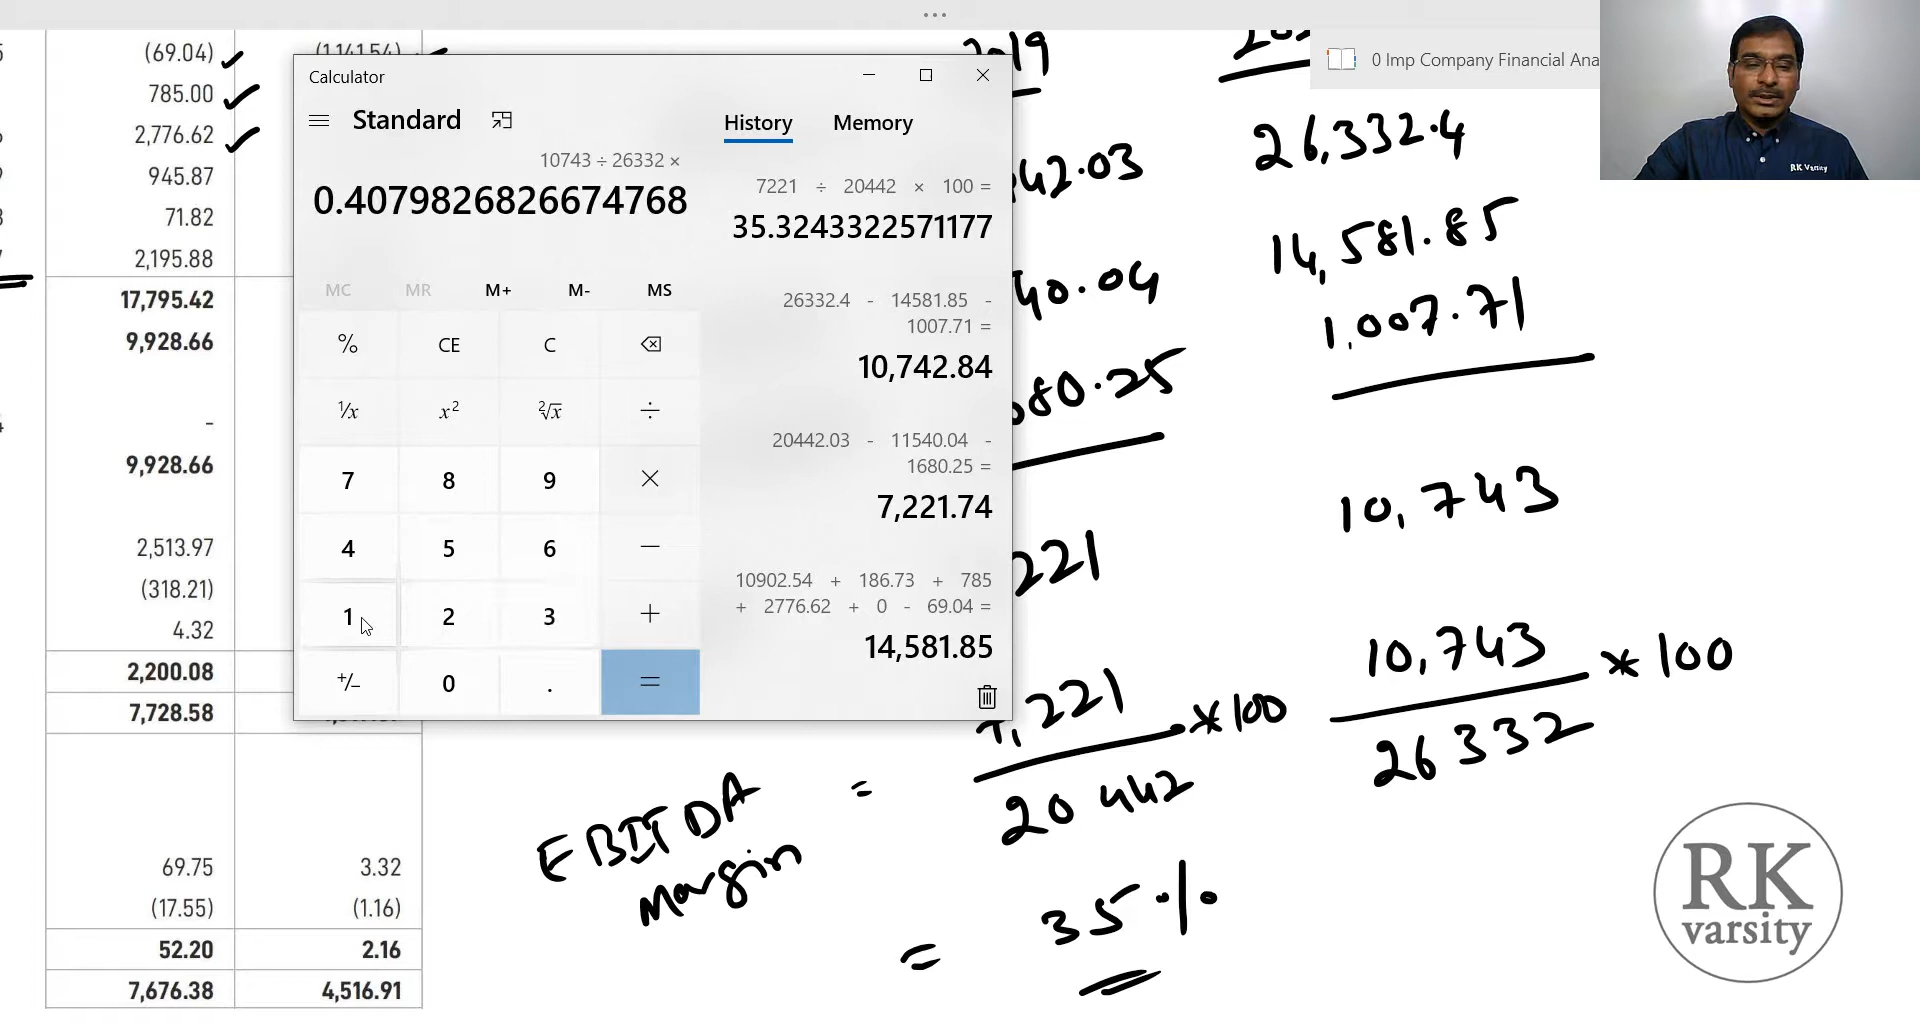 (69.04)
785.00
2,776.62
945.87
71.82
2,195.88
17,795.42
9,928.66
-
9,928.66
2,513.97
(318.21)
4.32
2,200.08
7,728.58
69.75 3.32
(17.55) (1.16)
52.20 2.16
7,676.38 4,516.91
Calculator
Standard
10743 ÷ 26332 ×
0.4079826826674768
MC MR M+ M- MS
% CE C
¹/x x² ²√x ÷
7 8 9 ×
4 5 6 −
1 2 3 +
+/− 0 . =
History Memory
7221 ÷ 20442 × 100 =
35.3243322571177
26332.4 - 14581.85 -
1007.71 =
10,742.84
20442.03 - 11540.04 -
1680.25 =
7,221.74
10902.54 + 186.73 + 785
+ 2776.62 + 0 - 69.04 =
14,581.85
42.03
40.04
80.25
221
26,332.4
14,581.85
1,007.71
10,743
EBITDA
Margin
=
,221
20442
*100
10,743
26332
*100
= 35%
0 Imp Company Financial Ana
RK Varsity
RK
varsity